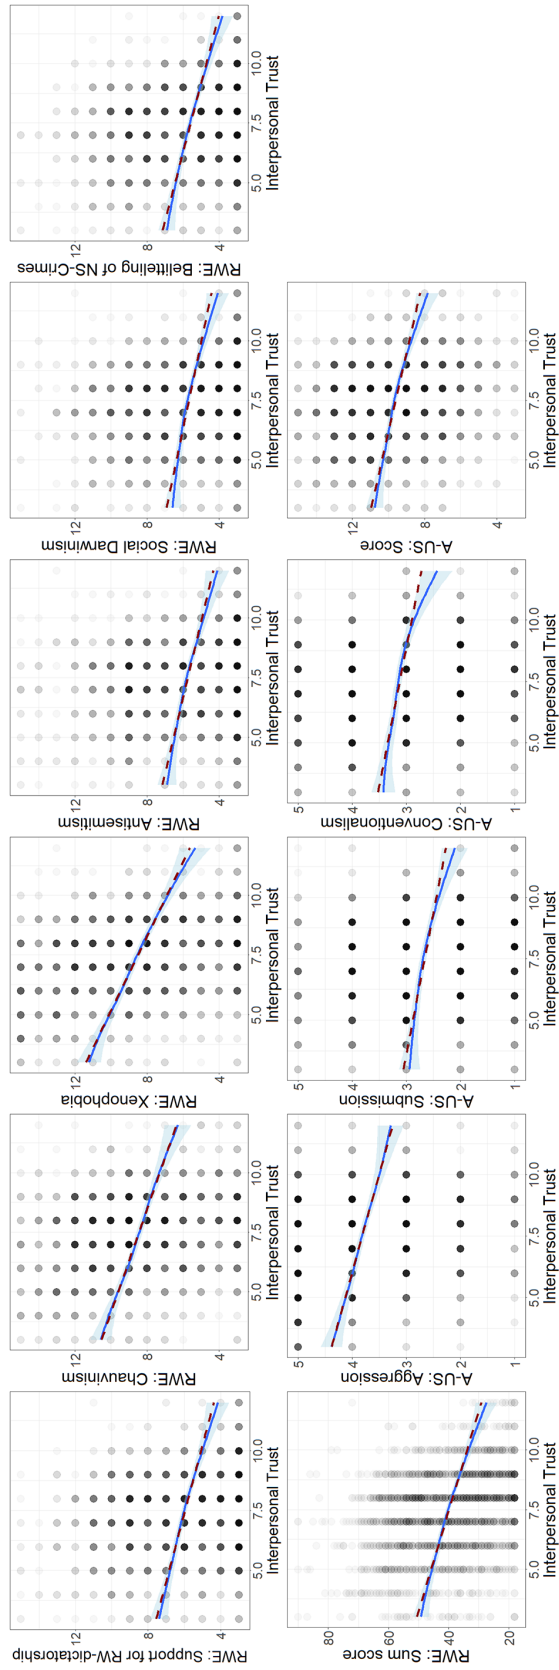 RWE: Support for RW-dictatorship
12
8
4
5.0 7.5 10.0
Interpersonal Trust
RWE: Chauvinism
12
8
4
5.0 7.5 10.0
Interpersonal Trust
RWE: Xenophobia
12
8
4
5.0 7.5 10.0
Interpersonal Trust
RWE: Antisemitism
12
8
4
5.0 7.5 10.0
Interpersonal Trust
RWE: Social Darwinism
12
8
4
5.0 7.5 10.0
Interpersonal Trust
RWE: Belitteling of NS-Crimes
12
8
4
5.0 7.5 10.0
Interpersonal Trust
RWE: Sum score
80
60
40
20
5.0 7.5 10.0
Interpersonal Trust
A-US: Aggression
5
4
3
2
1
5.0 7.5 10.0
Interpersonal Trust
A-US: Submission
5
4
3
2
1
5.0 7.5 10.0
Interpersonal Trust
A-US: Conventionalism
5
4
3
2
1
5.0 7.5 10.0
Interpersonal Trust
A-US: Score
12
8
4
5.0 7.5 10.0
Interpersonal Trust